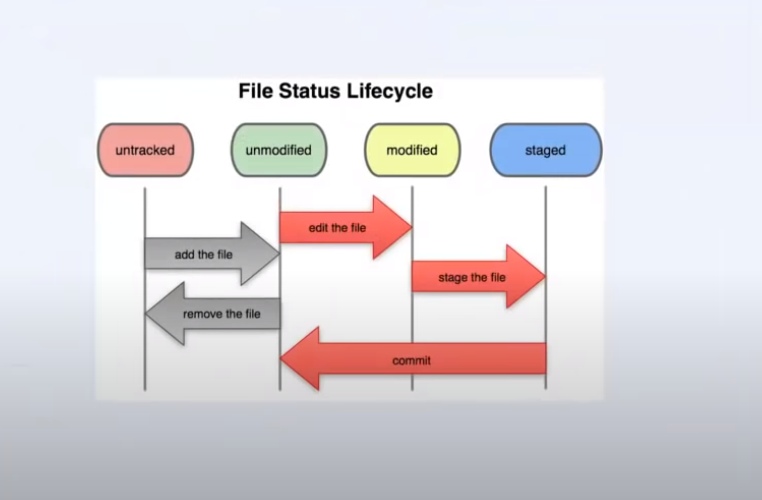 File Status Lifecycle
untracked
unmodified
modified
staged
edit the file
add the file
stage the file
remove the file
commit